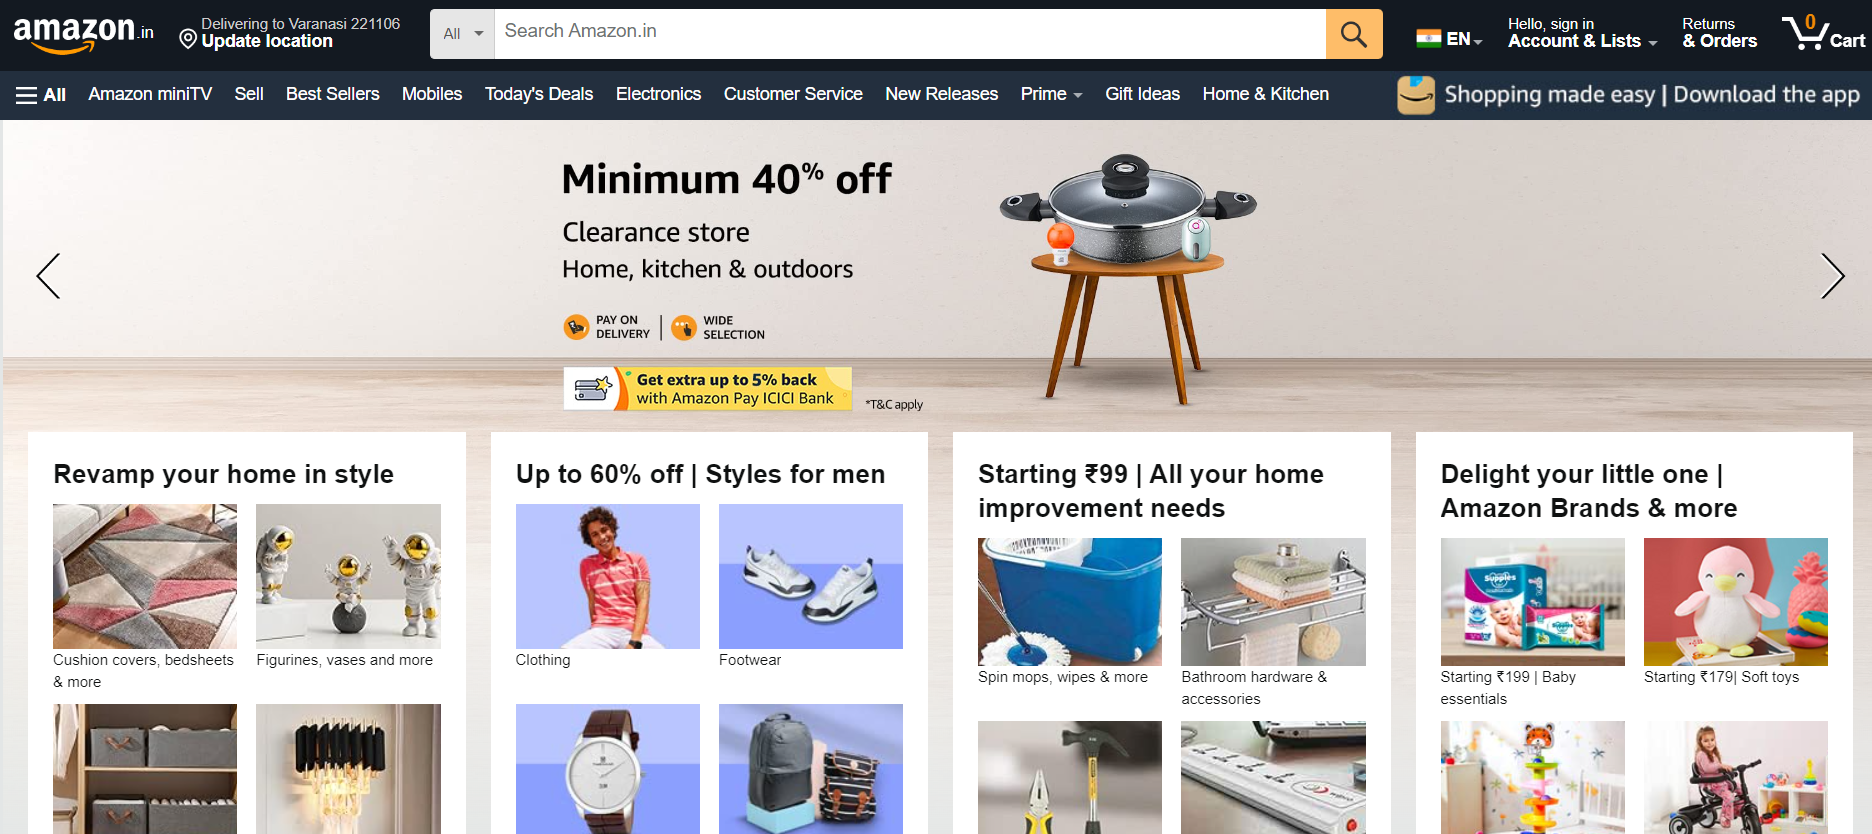 amazon.in
Delivering to Varanasi 221106
Update location
All
Search Amazon.in
EN
Hello, sign in
Account & Lists
Returns
& Orders
0
Cart
All
Amazon miniTV
Sell
Best Sellers
Mobiles
Today's Deals
Electronics
Customer Service
New Releases
Prime
Gift Ideas
Home & Kitchen
Shopping made easy | Download the app
Minimum 40% off
Clearance store
Home, kitchen & outdoors
PAY ON
DELIVERY
WIDE
SELECTION
Get extra up to 5% back
with Amazon Pay ICICI Bank
*T&C apply
Revamp your home in style
Cushion covers, bedsheets
& more
Figurines, vases and more
Up to 60% off | Styles for men
Clothing
Footwear
Starting ₹99 | All your home
improvement needs
Spin mops, wipes & more
Bathroom hardware &
accessories
Delight your little one |
Amazon Brands & more
Supples
Supples
Starting ₹199 | Baby
essentials
Starting ₹179| Soft toys